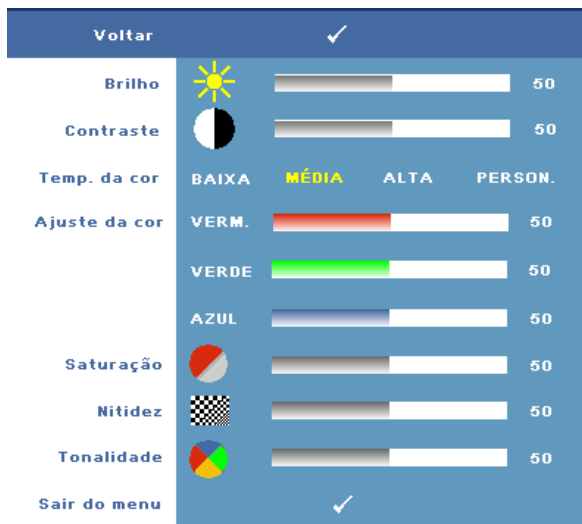 Voltar
Brilho 50
Contraste 50
Temp. da cor BAIXA MÉDIA ALTA PERSON.
Ajuste da cor VERM. 50
VERDE 50
AZUL 50
Saturação 50
Nitidez 50
Tonalidade 50
Sair do menu